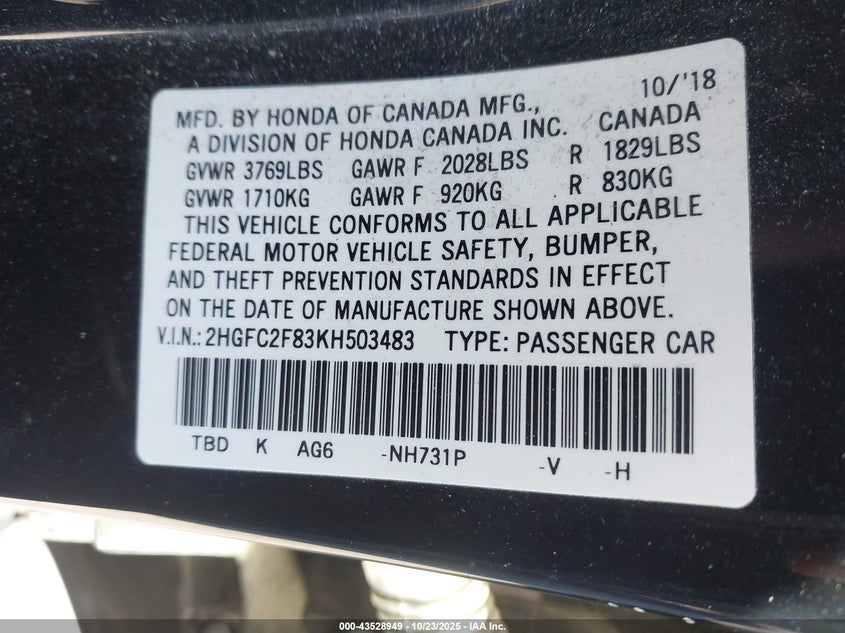 MFD. BY HONDA OF CANADA MFG., 10/'18
A DIVISION OF HONDA CANADA INC. CANADA
GVWR 3769LBS GAWR F 2028LBS R 1829LBS
GVWR 1710KG GAWR F 920KG R 830KG
THIS VEHICLE CONFORMS TO ALL APPLICABLE
FEDERAL MOTOR VEHICLE SAFETY, BUMPER,
AND THEFT PREVENTION STANDARDS IN EFFECT
ON THE DATE OF MANUFACTURE SHOWN ABOVE.
V.I.N.: 2HGFC2F83KH503483 TYPE: PASSENGER CAR
TBD K AG6 -NH731P -V -H
000-43528949 - 10/23/2025 - IAA Inc.